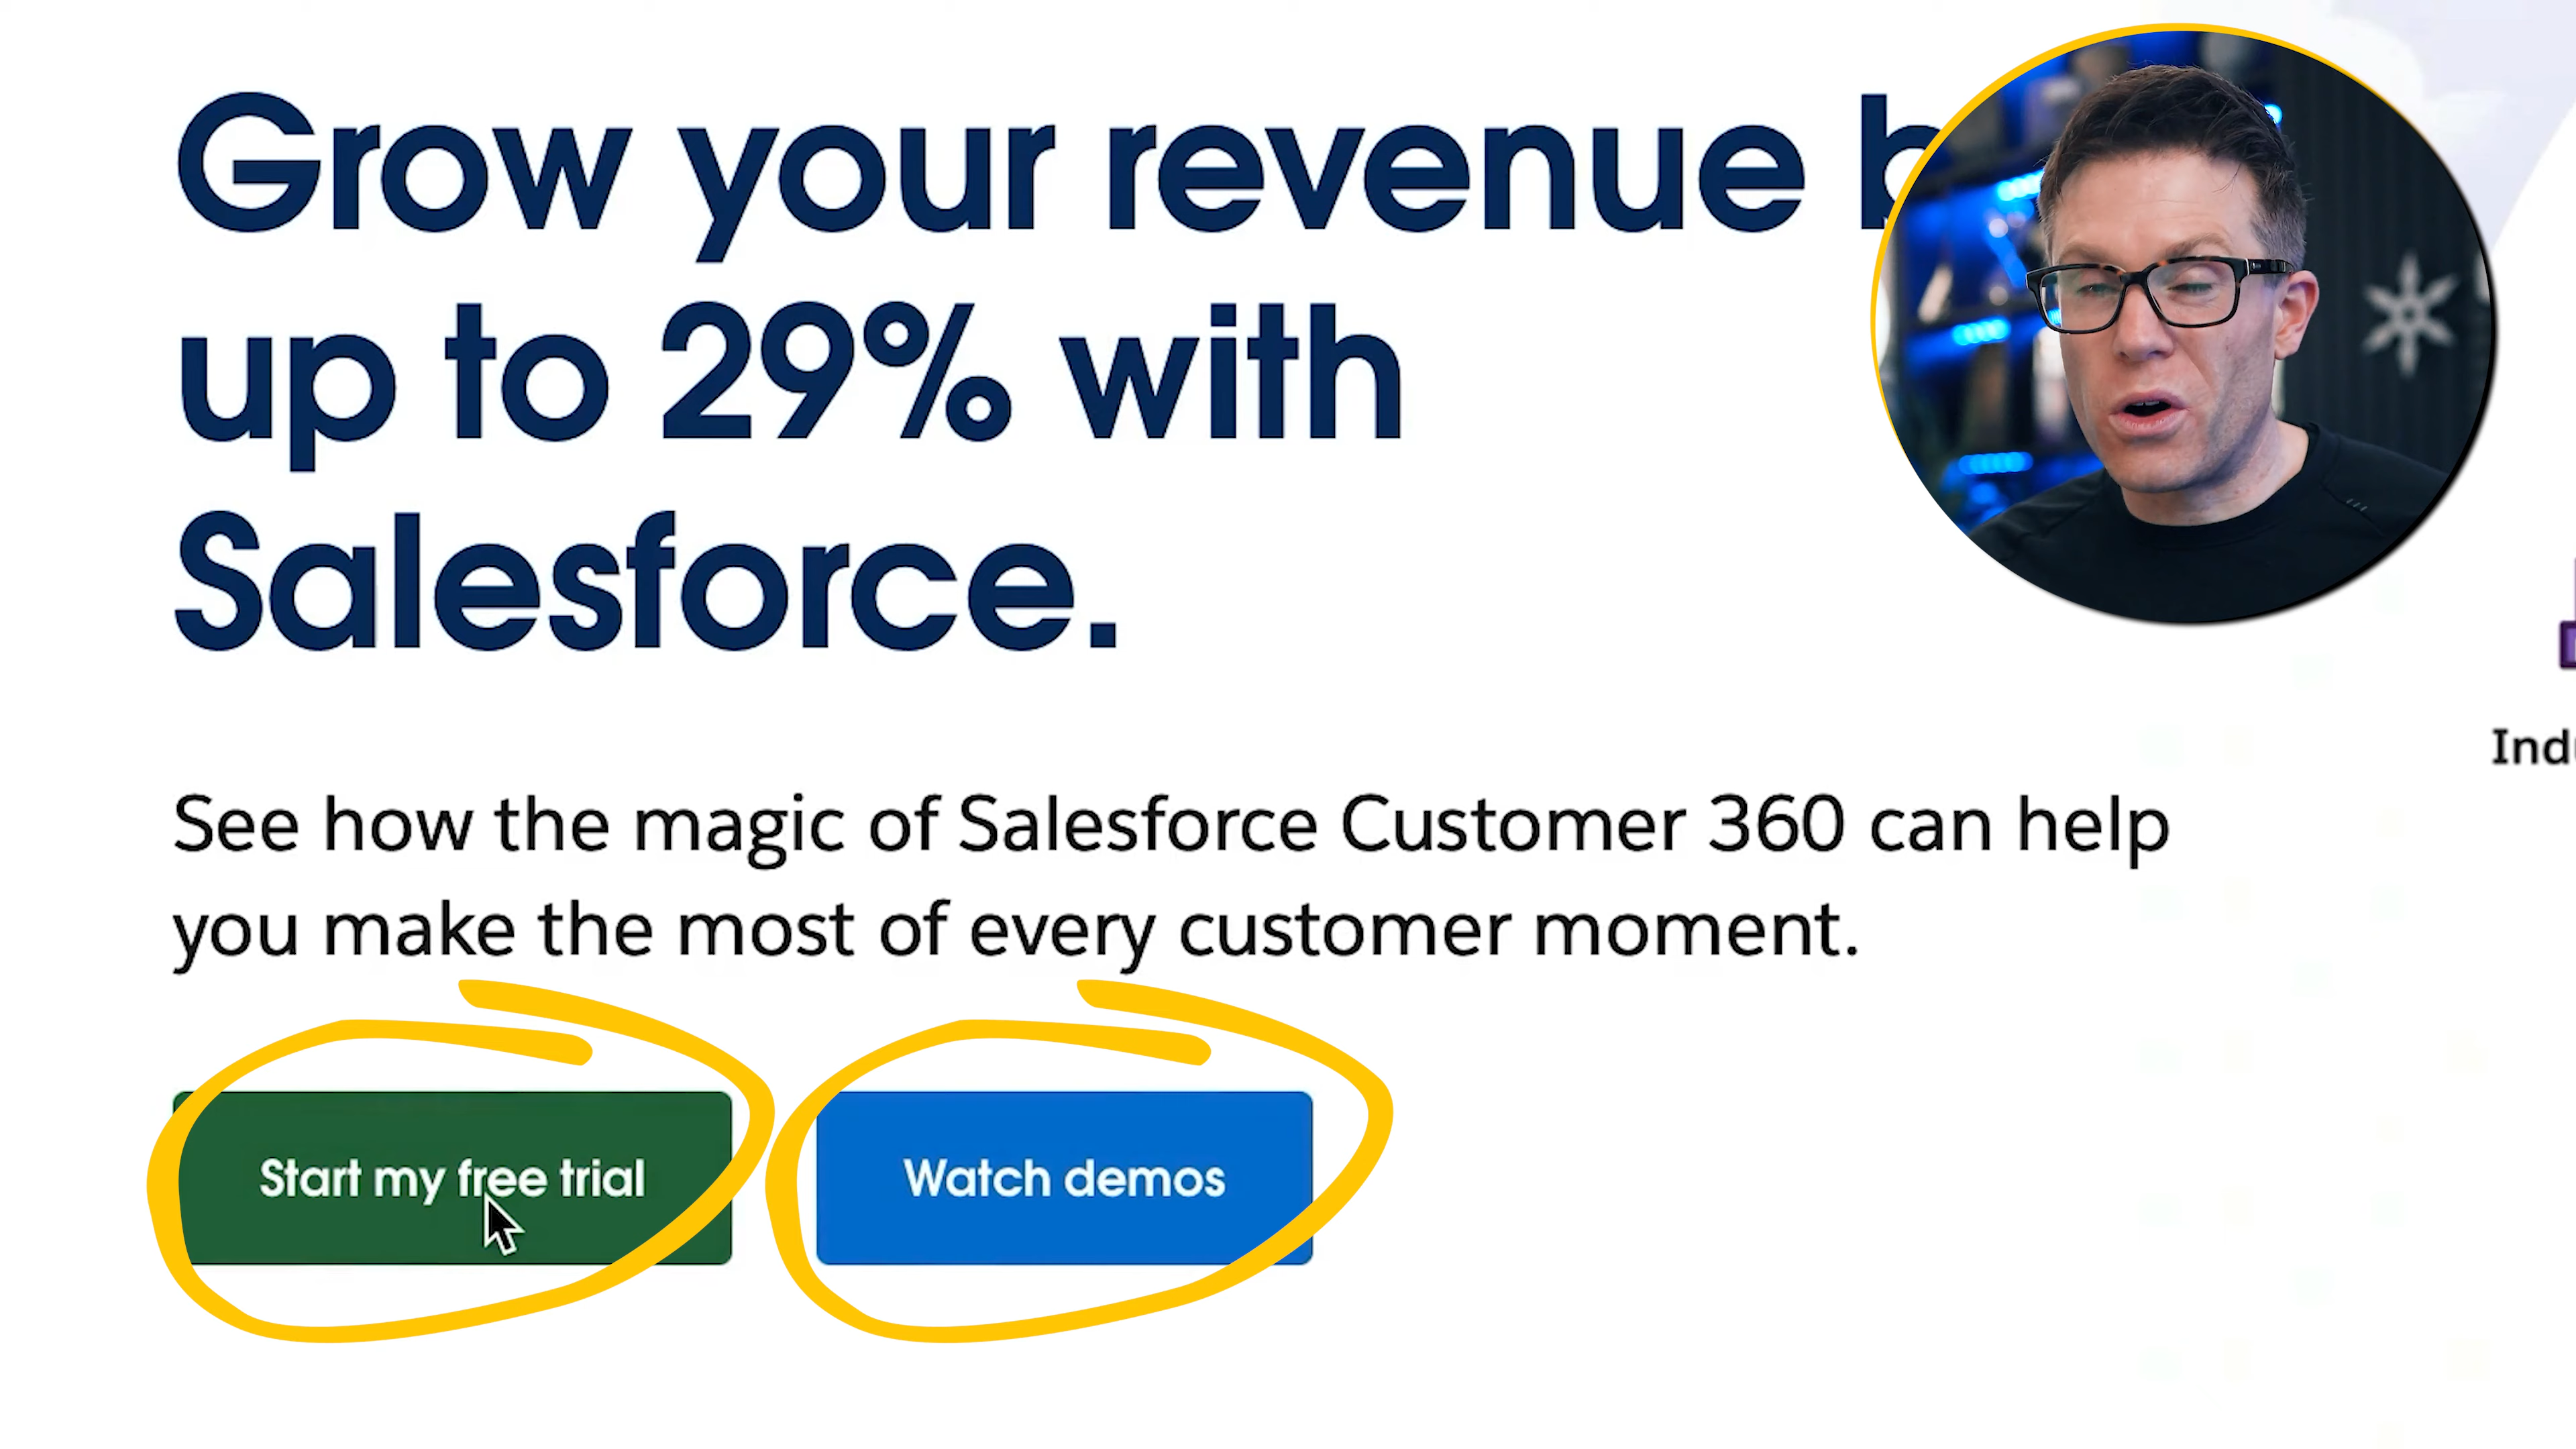 Grow your revenue
up to 29% with
Salesforce.
See how the magic of Salesforce Customer 360 can help
you make the most of every customer moment.
Start my free trial
Watch demos